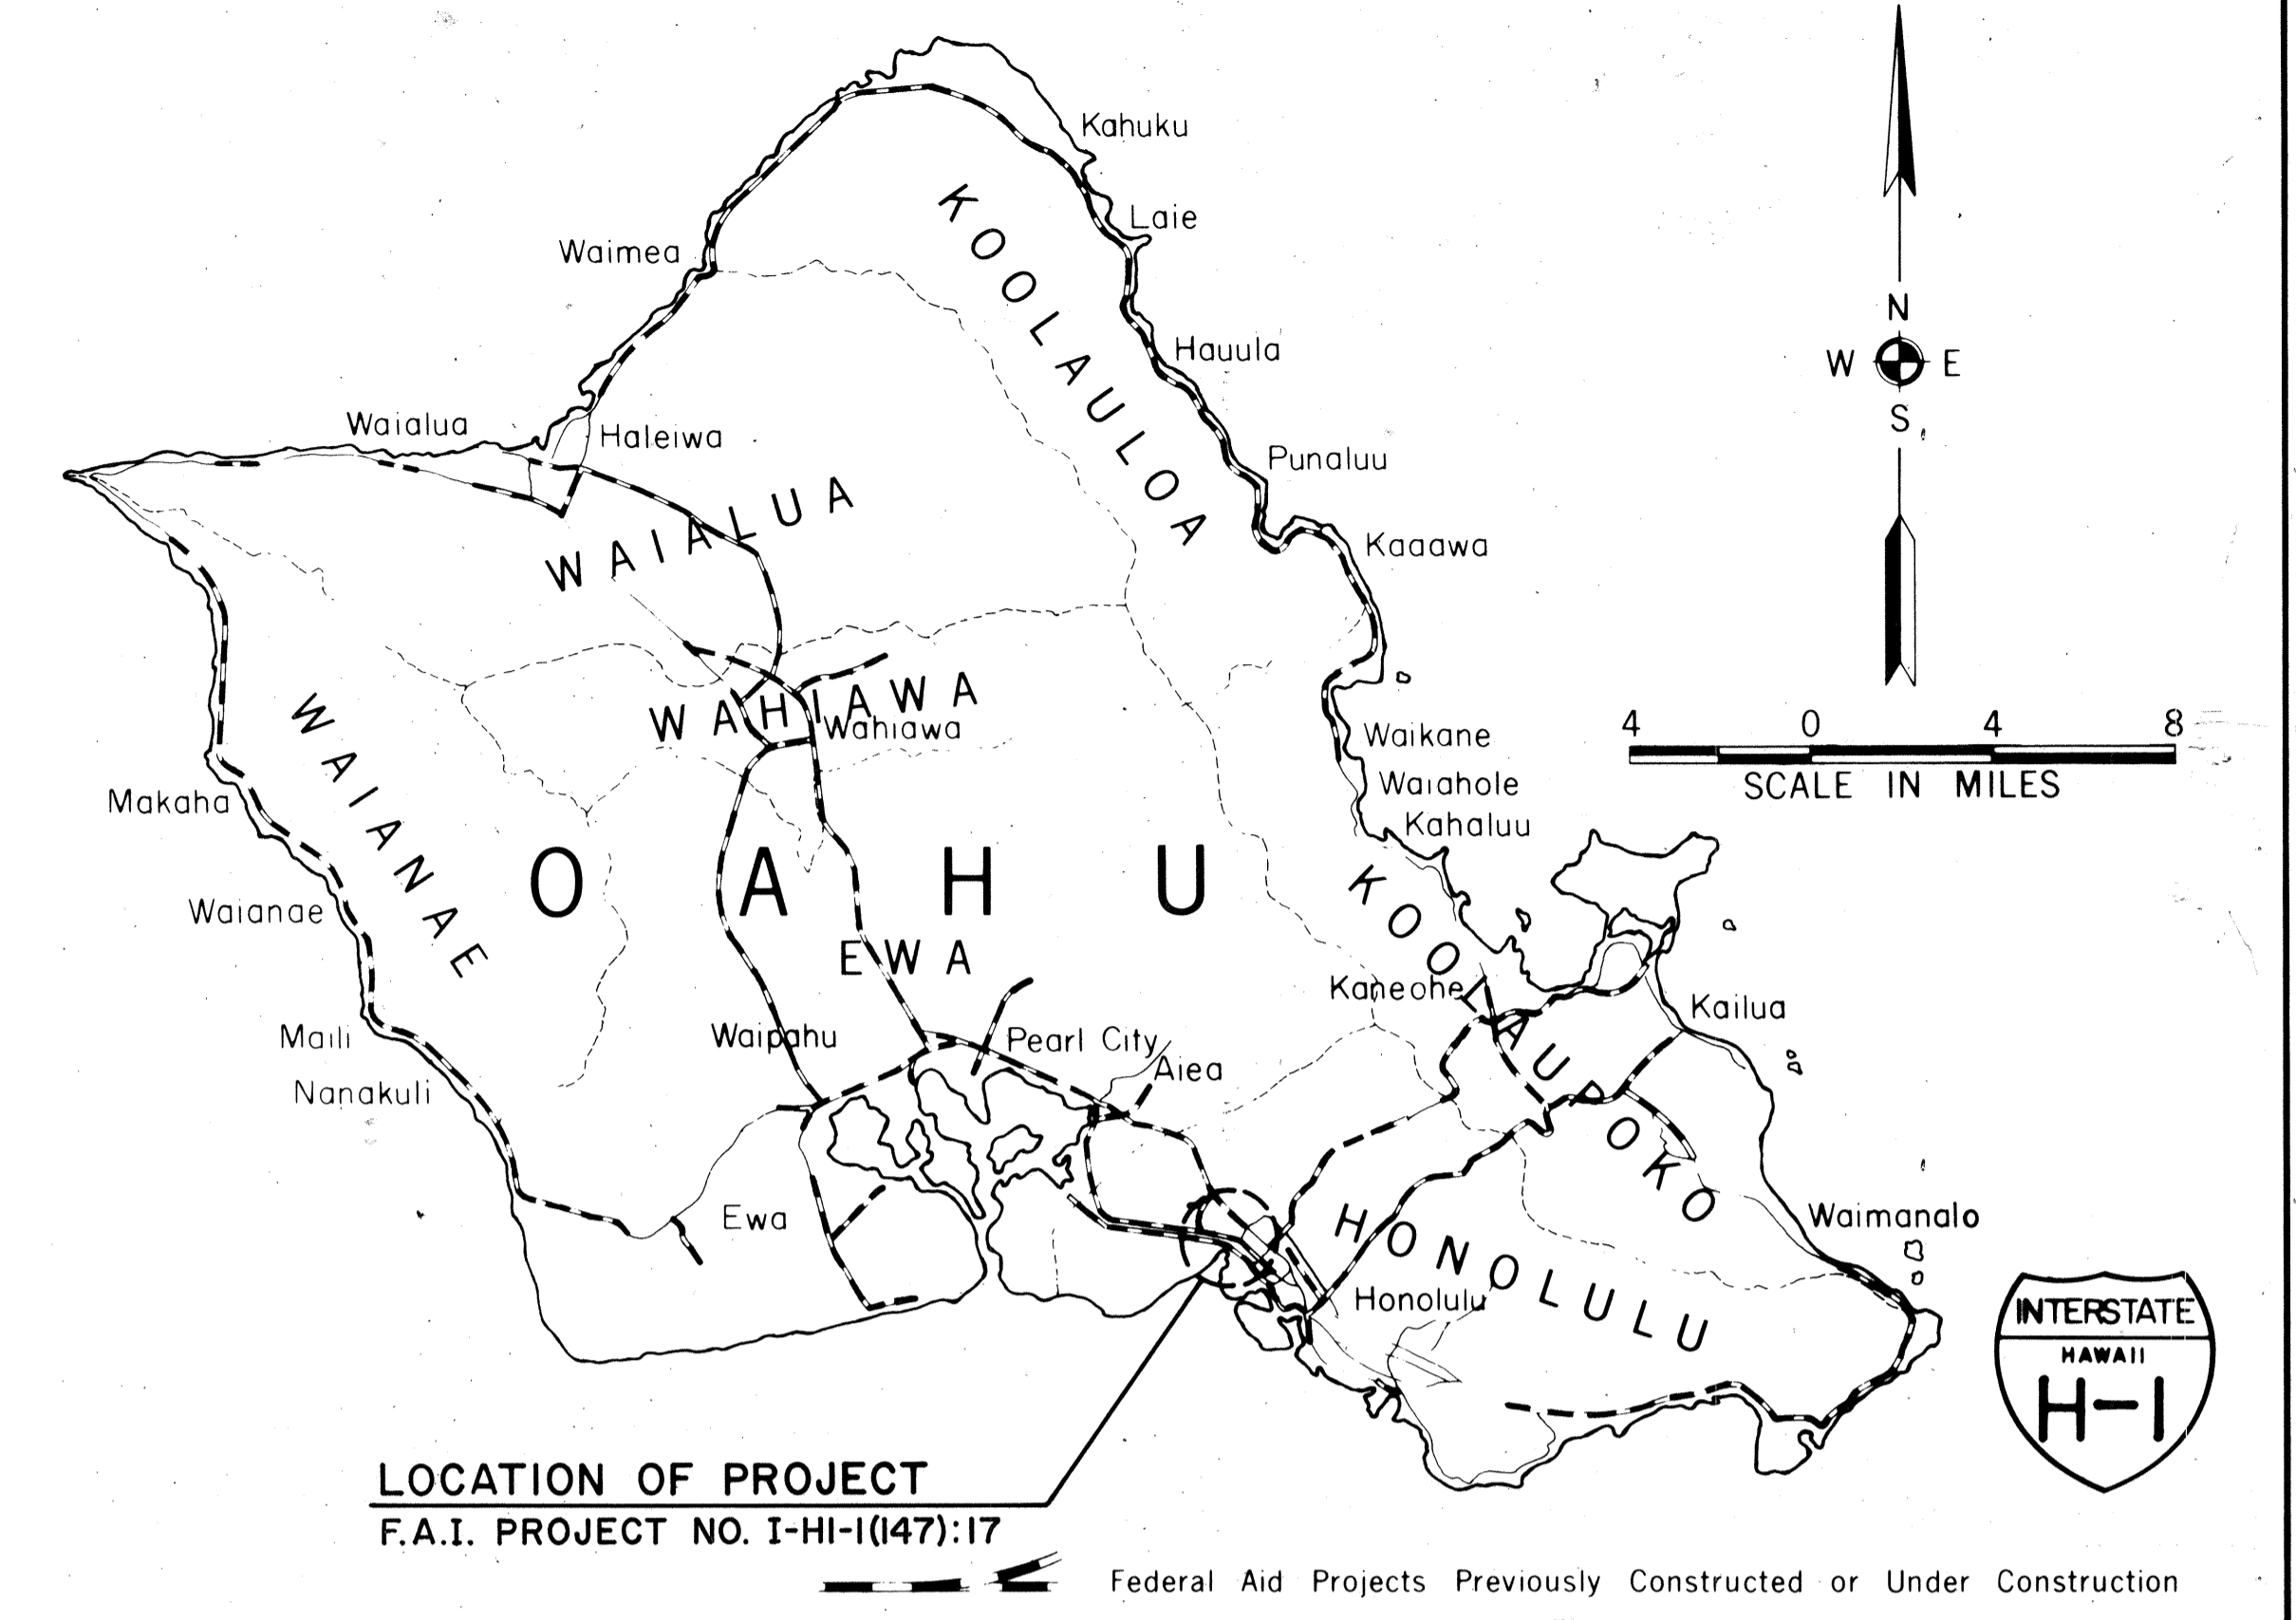 Kahuku
Laie
Waimea
KOOLAULOA
N
W E
S
Hauula
Waialua
Haleiwa
Punaluu
WAIALUA
Kaaawa
WAHIAWA
Wahiawa
WAIANAE
4 0 4 8
SCALE IN MILES
Waikane
Waiahole
Kahaluu
Makaha
OAHU
Waianae
EWA
KOOLAUPOKO
Kaneohe
Kailua
Maili
Waipahu
Pearl City
Aiea
Nanakuli
Ewa
HONOLULU
Waimanalo
Honolulu
INTERSTATE
HAWAII
H-1
LOCATION OF PROJECT
F.A.I. PROJECT NO. I-H1-1(147):17
Federal Aid Projects Previously Constructed or Under Construction